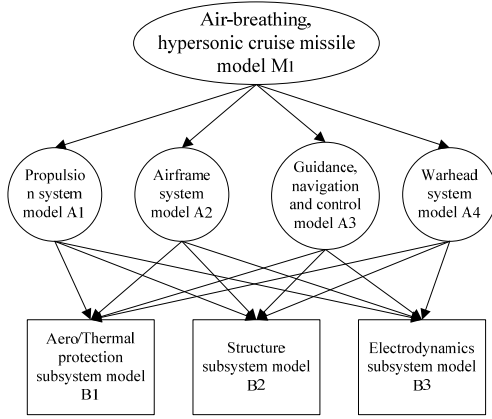 Air-breathing,
hypersonic cruise missile
model M1
Propulsio
n system
model A1
Airframe
system
model A2
Guidance,
navigation
and control
model A3
Warhead
system
model A4
Aero/Thermal
protection
subsystem model
B1
Structure
subsystem model
B2
Electrodynamics
subsystem model
B3